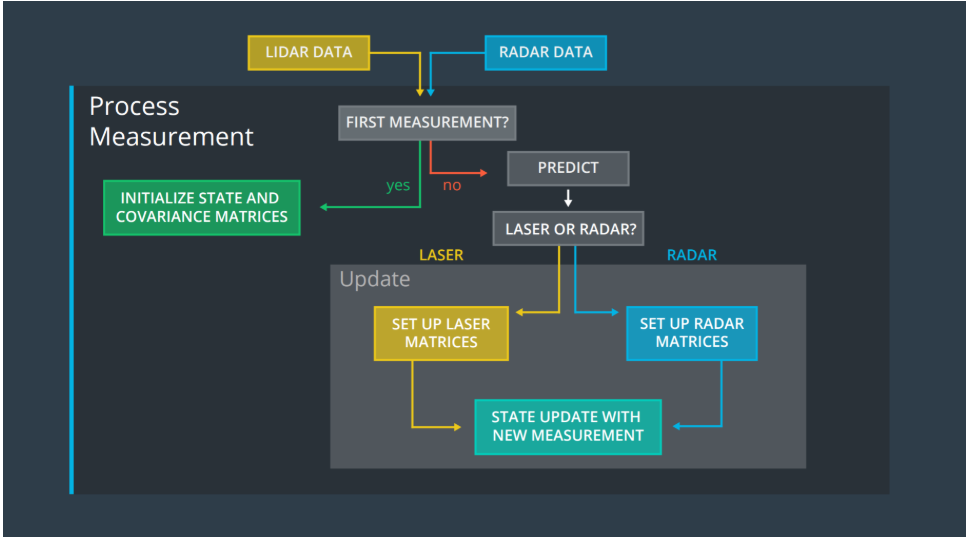 LIDAR DATA
RADAR DATA
Process
Measurement
FIRST MEASUREMENT?
yes
no
PREDICT
INITIALIZE STATE AND
COVARIANCE MATRICES
LASER OR RADAR?
LASER
RADAR
Update
SET UP LASER
MATRICES
SET UP RADAR
MATRICES
STATE UPDATE WITH
NEW MEASUREMENT